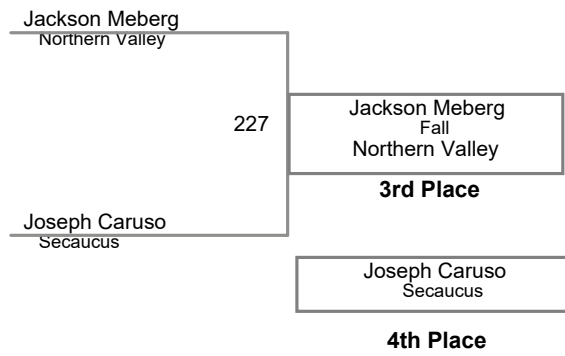 Jackson Meberg
Northern Valley
227
Jackson Meberg
Fall
Northern Valley
3rd Place
Joseph Caruso
Secaucus
Joseph Caruso
Secaucus
4th Place